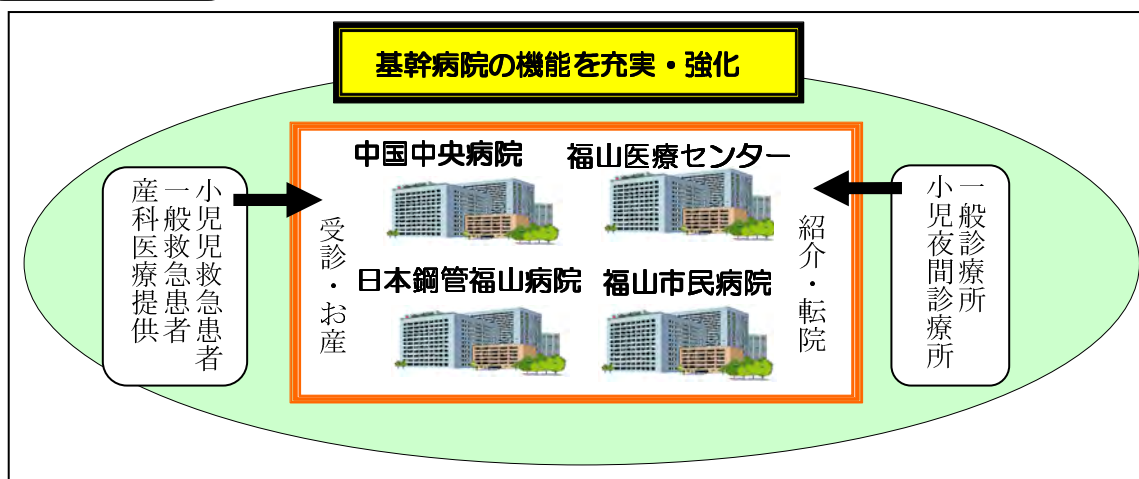 基幹病院の機能を充実・強化
中国中央病院
福山医療センター
日本鋼管福山病院
福山市民病院
小児児救急患者
一般救急患者
産科医療提供
受診・お産
紹介・転院
一般診療所
小児夜間診療所